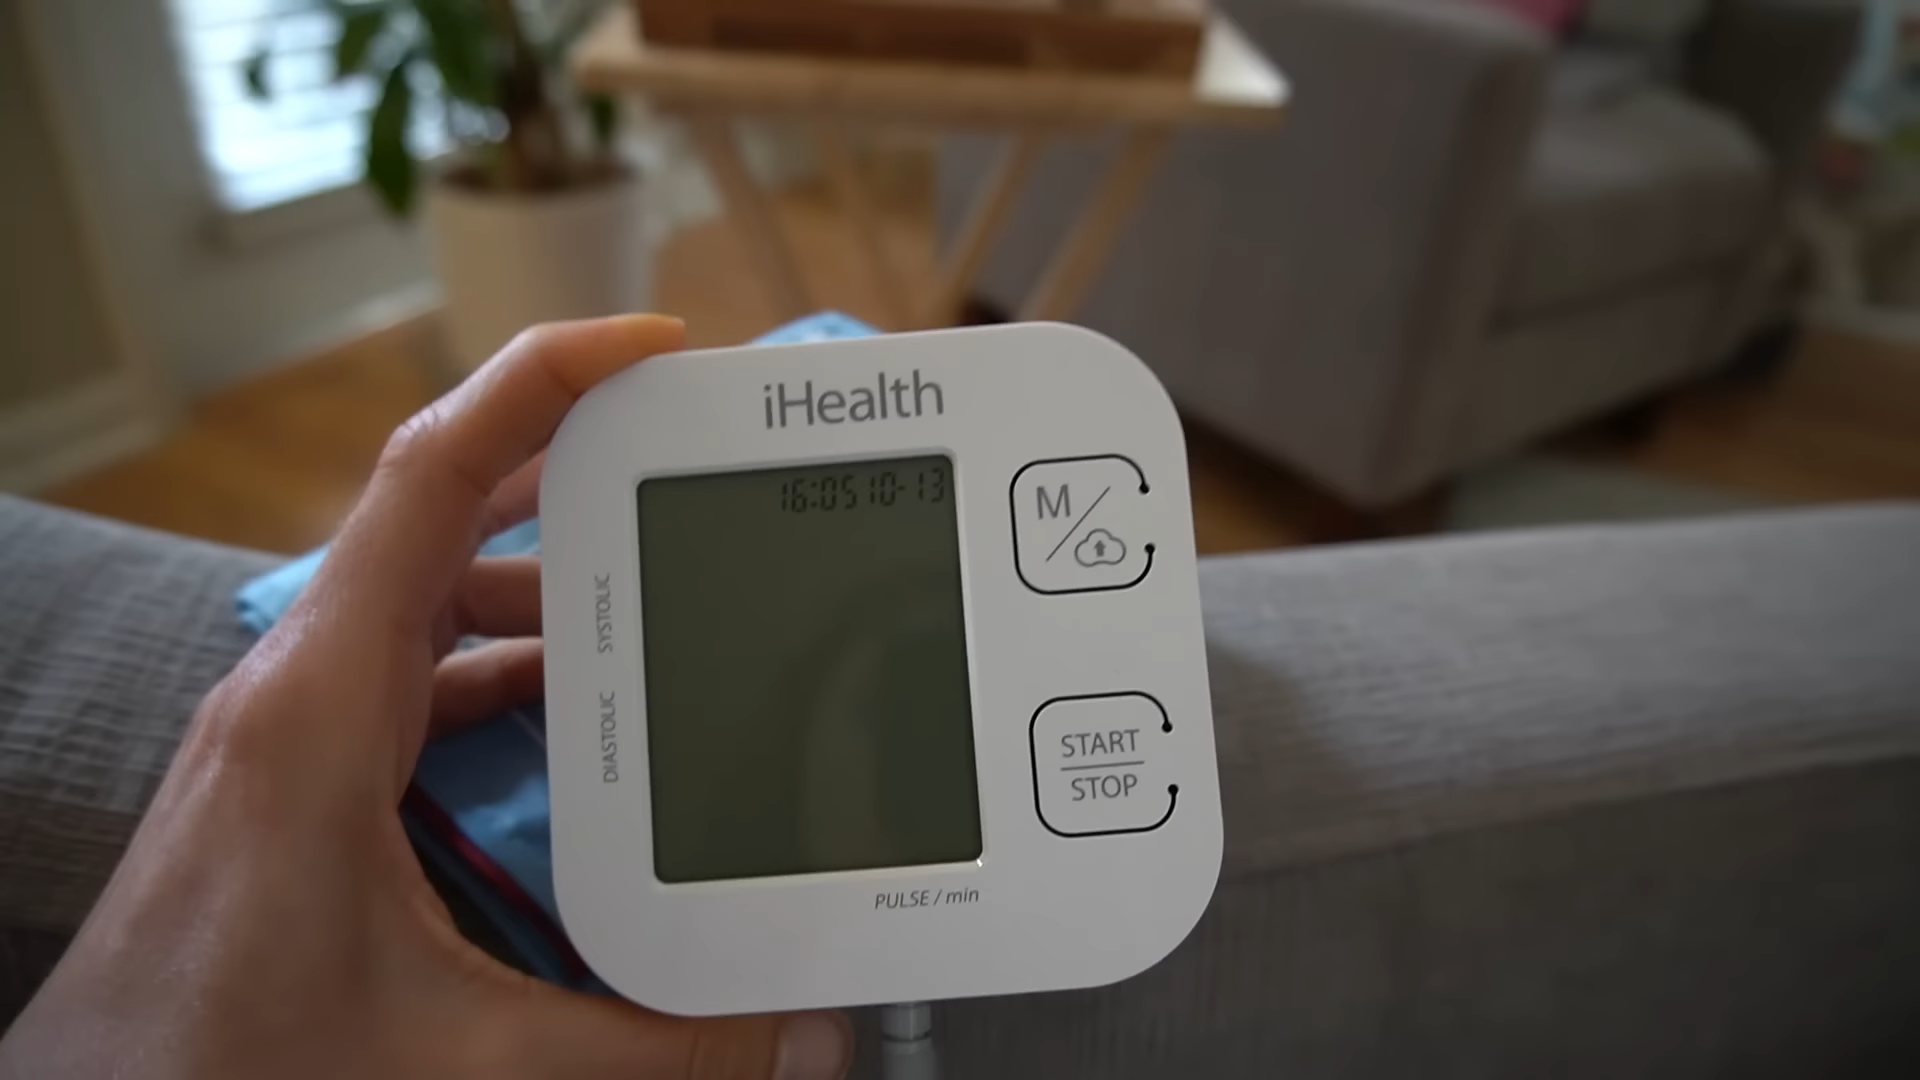 iHealth
16:05 10-13
M
SYSTOLIC
DIASTOLIC
START
STOP
PULSE / min